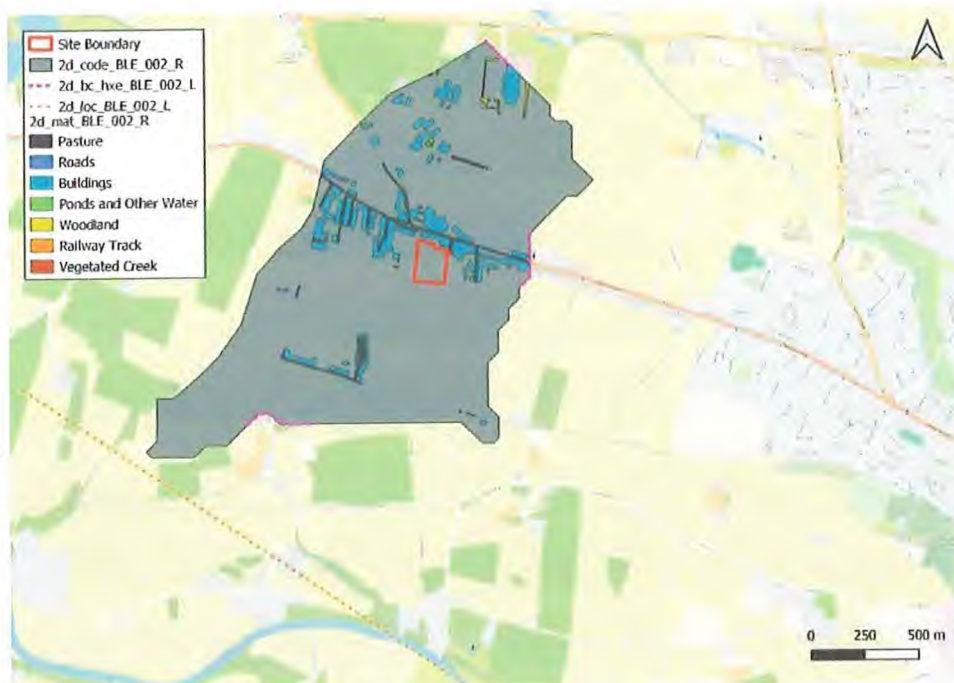 Site Boundary
2d_code_BLE_002_R
2d_bc_hxe_BLE_002_L
2d_loc_BLE_002_L
2d_mat_BLE_002_R
Pasture
Roads
Buildings
Ponds and Other Water
Woodland
Railway Track
Vegetated Creek
0 250 500 m